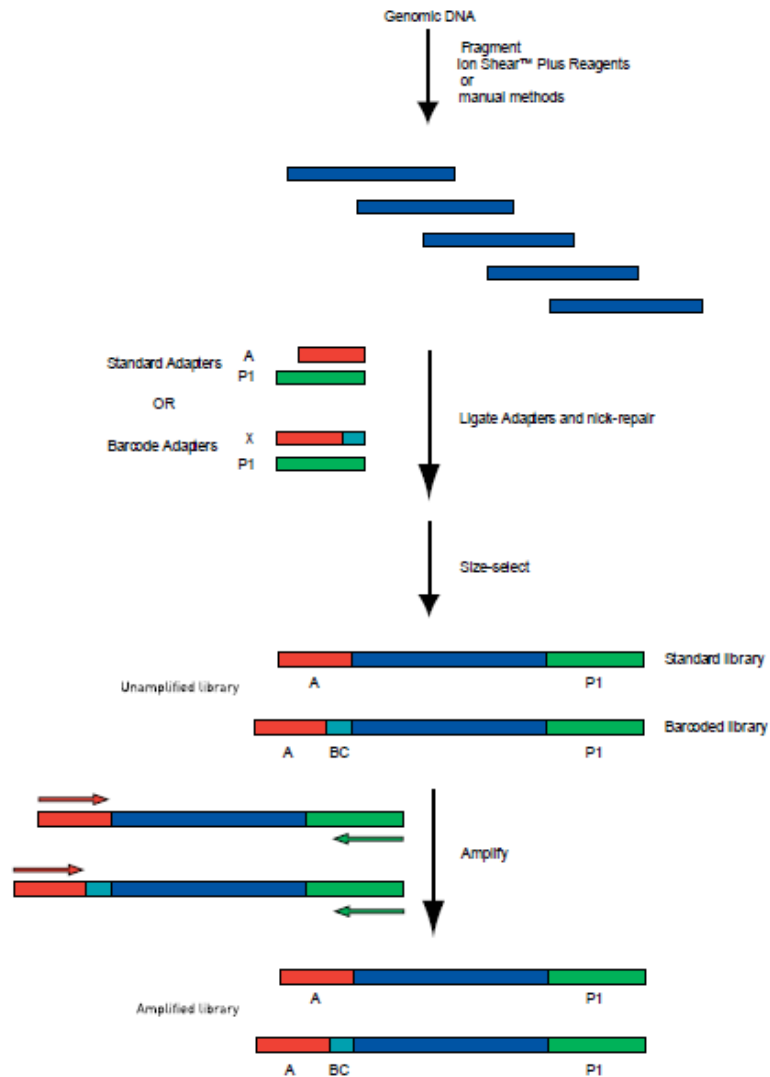 Genomic DNA
Fragment
Ion Shear™ Plus Reagents
or
manual methods
Standard Adapters
A
P1
OR
Barcode Adapters
X
P1
Ligate Adapters and nick-repair
Size-select
Unamplified library
Standard library
A
P1
Barcoded library
A
BC
P1
Amplify
Amplified library
A
P1
A
BC
P1